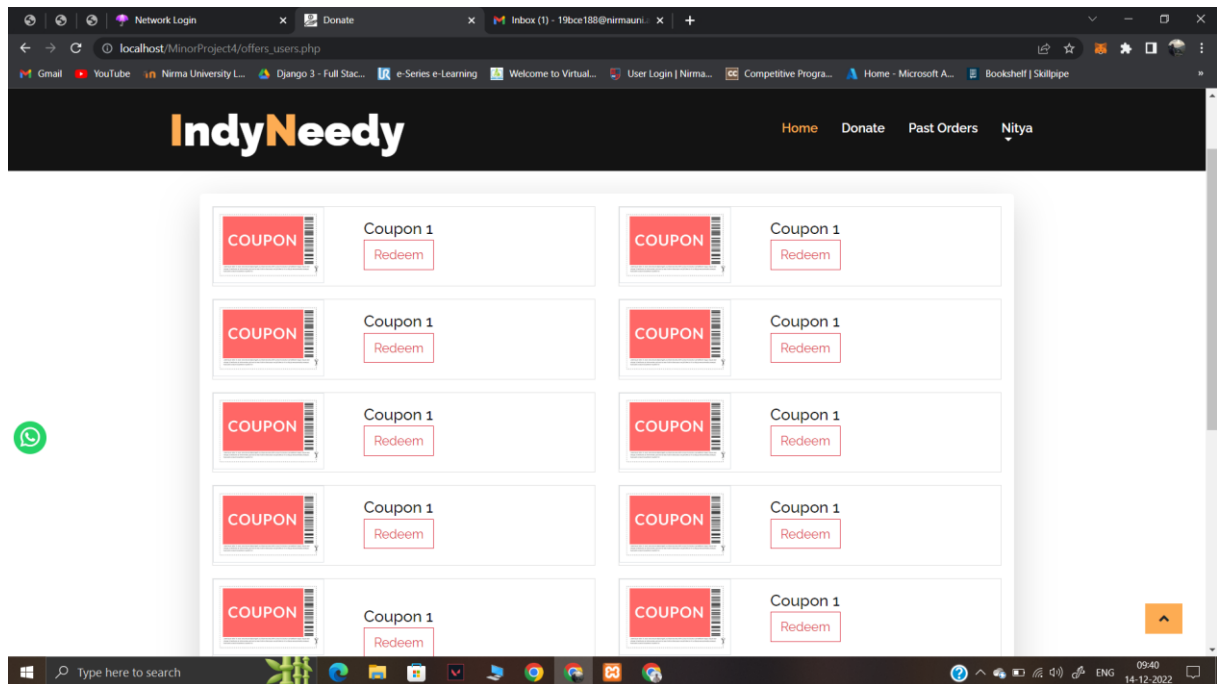 Network Login
Donate
Inbox (1) - 19bce188@nirmauni.
localhost/MinorProject4/offers_users.php
Gmail YouTube Nirma University L... Django 3 - Full Stac... e-Series e-Learning Welcome to Virtual... User Login | Nirma... Competitive Progra... Home - Microsoft A... Bookshelf | Skillpipe
IndyNeedy
Home Donate Past Orders Nitya
COUPON Coupon 1 COUPON Coupon 1
Redeem Redeem
COUPON Coupon 1 COUPON Coupon 1
Redeem Redeem
COUPON Coupon 1 COUPON Coupon 1
Redeem Redeem
COUPON Coupon 1 COUPON Coupon 1
Redeem Redeem
COUPON Coupon 1 COUPON Coupon 1
Redeem Redeem
Type here to search
ENG
09:40
14-12-2022